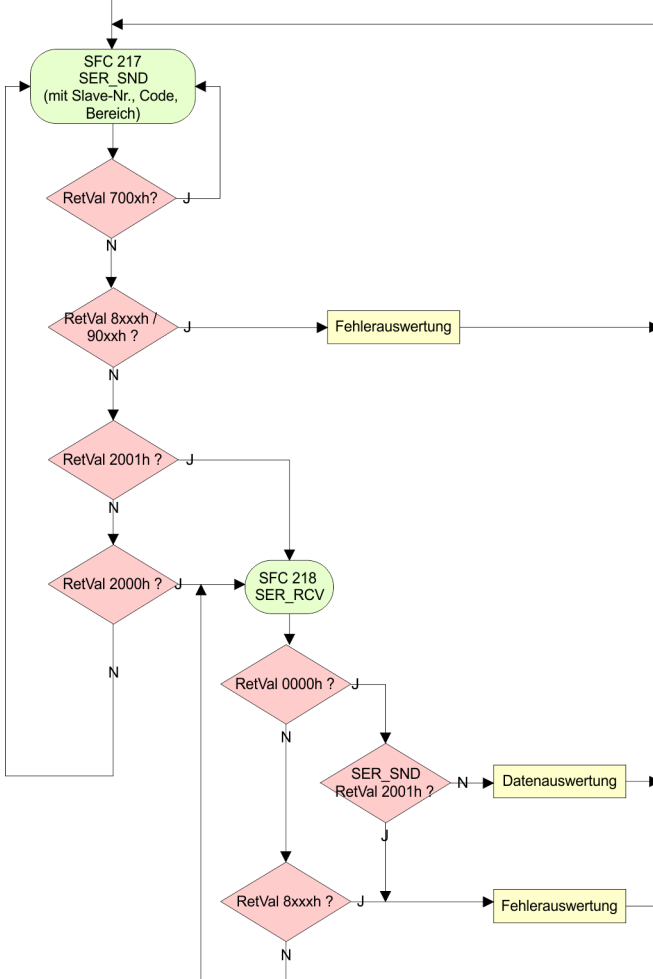 SFC 217
SER_SND
(mit Slave-Nr., Code,
Bereich)
RetVal 700xh?
J
N
RetVal 8xxxh /
90xxh ?
J
Fehlerauswertung
N
RetVal 2001h ?
J
N
RetVal 2000h ?
J
SFC 218
SER_RCV
N
RetVal 0000h ?
J
N
SER_SND
RetVal 2001h ?
N
Datenauswertung
J
RetVal 8xxxh ?
J
Fehlerauswertung
N